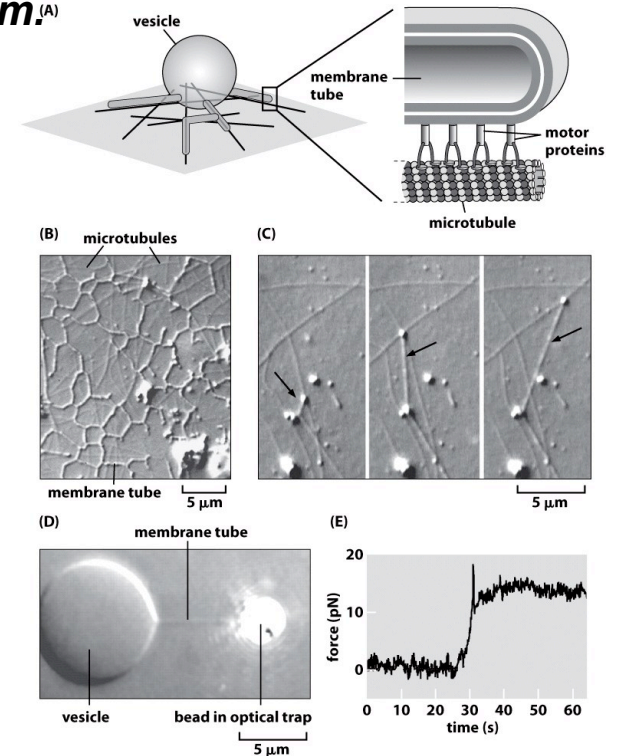 m.
(A)
vesicle
membrane
tube
motor
proteins
microtubule
(B)
microtubules
membrane tube
5 μm
(C)
5 μm
(D)
membrane tube
vesicle
bead in optical trap
5 μm
(E)
20
10
0
force (pN)
0 10 20 30 40 50 60
time (s)